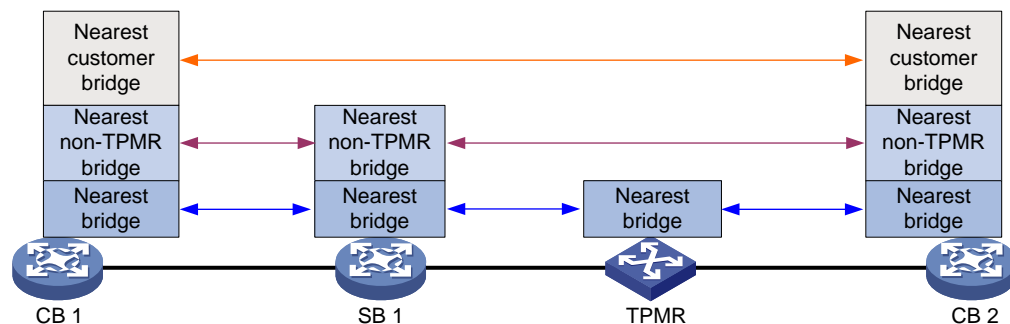 Nearest
customer
bridge
Nearest
customer
bridge
Nearest
non-TPMR
bridge
Nearest
non-TPMR
bridge
Nearest
non-TPMR
bridge
Nearest
bridge
Nearest
bridge
Nearest
bridge
Nearest
bridge
CB 1
SB 1
TPMR
CB 2